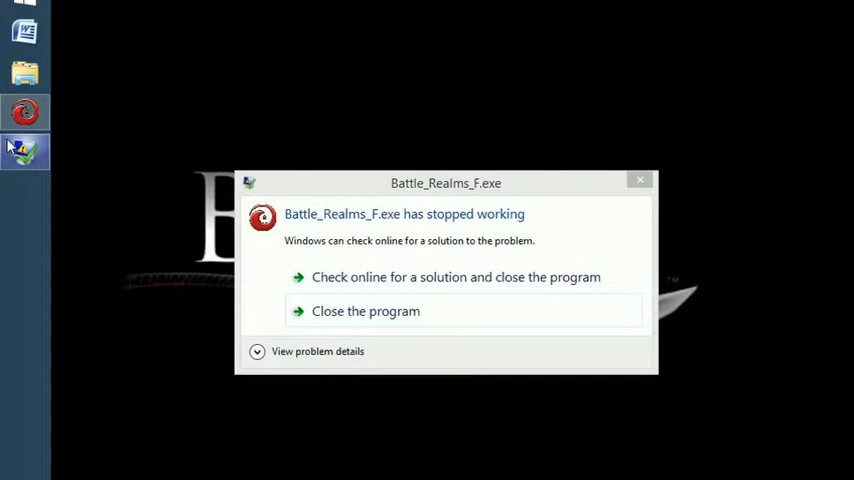 Battle_Realms_F.exe
Battle_Realms_F.exe has stopped working
Windows can check online for a solution to the problem.
Check online for a solution and close the program
Close the program
View problem details
B
TM
W